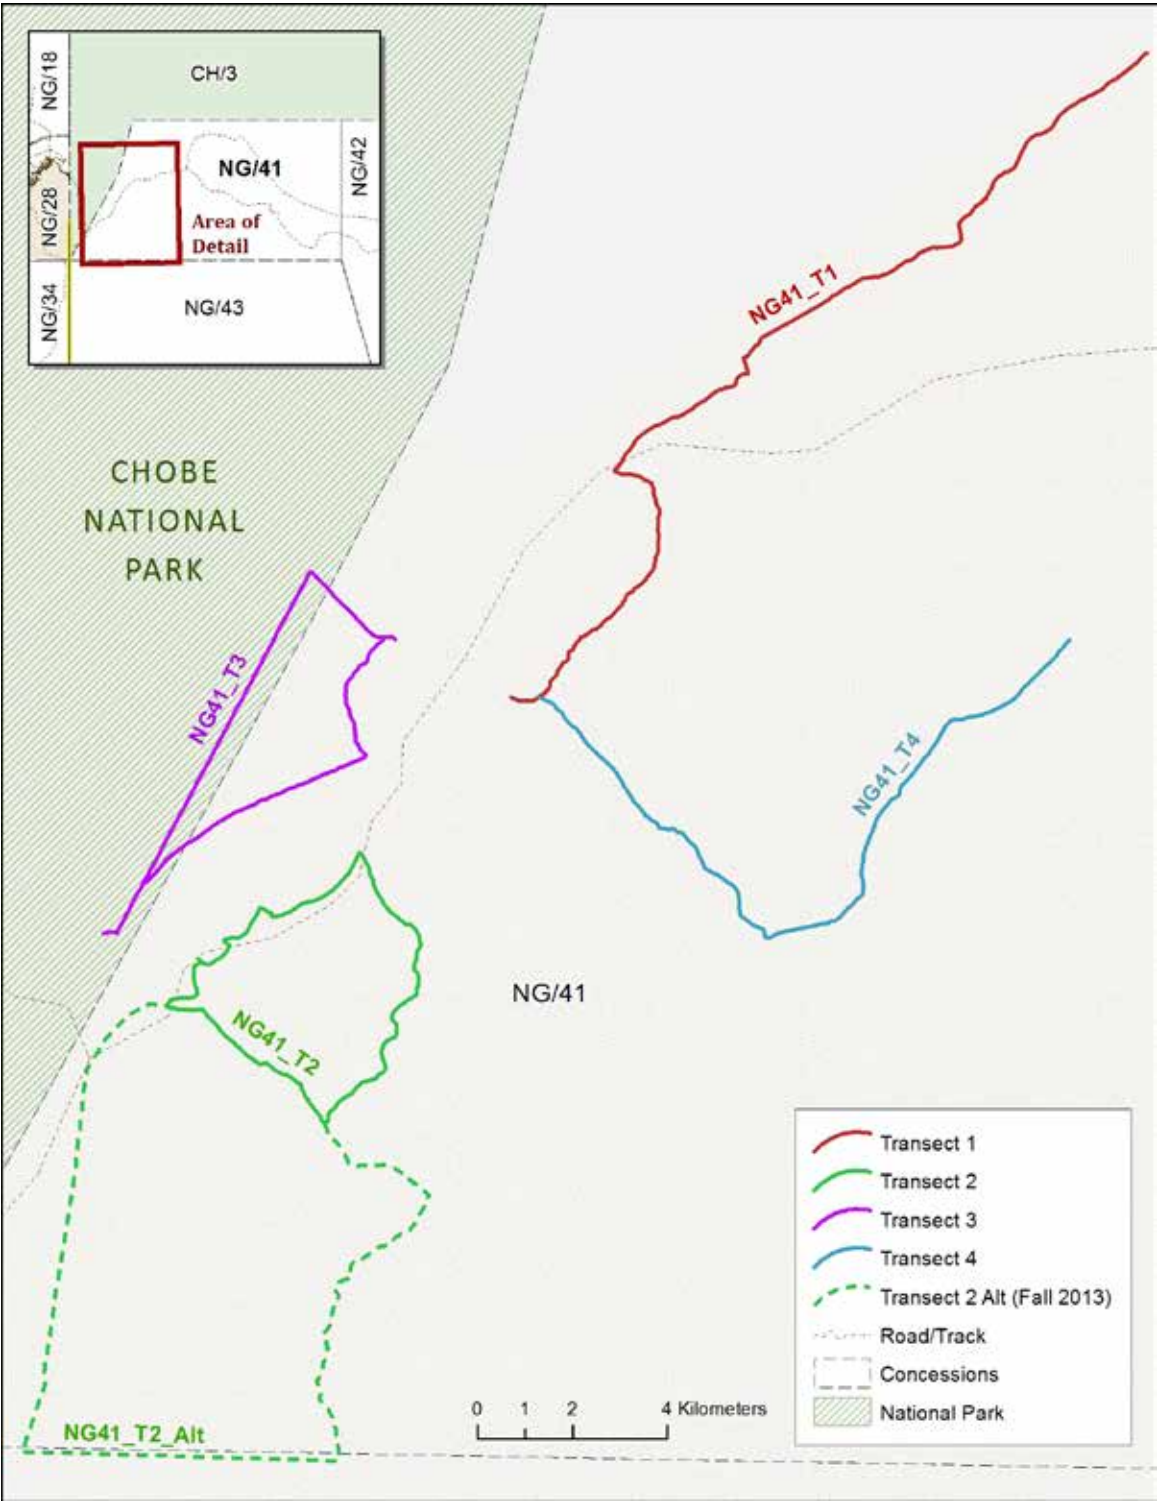 NG/18
CH/3
NG/41
NG/42
NG/28
Area of
Detail
NG/34
NG/43
NG41_T1
CHOBE
NATIONAL
PARK
NG41_T3
NG41_T4
NG/41
NG41_T2
Transect 1
Transect 2
Transect 3
Transect 4
Transect 2 Alt (Fall 2013)
Road/Track
Concessions
National Park
0 1 2 4 Kilometers
NG41_T2_Alt